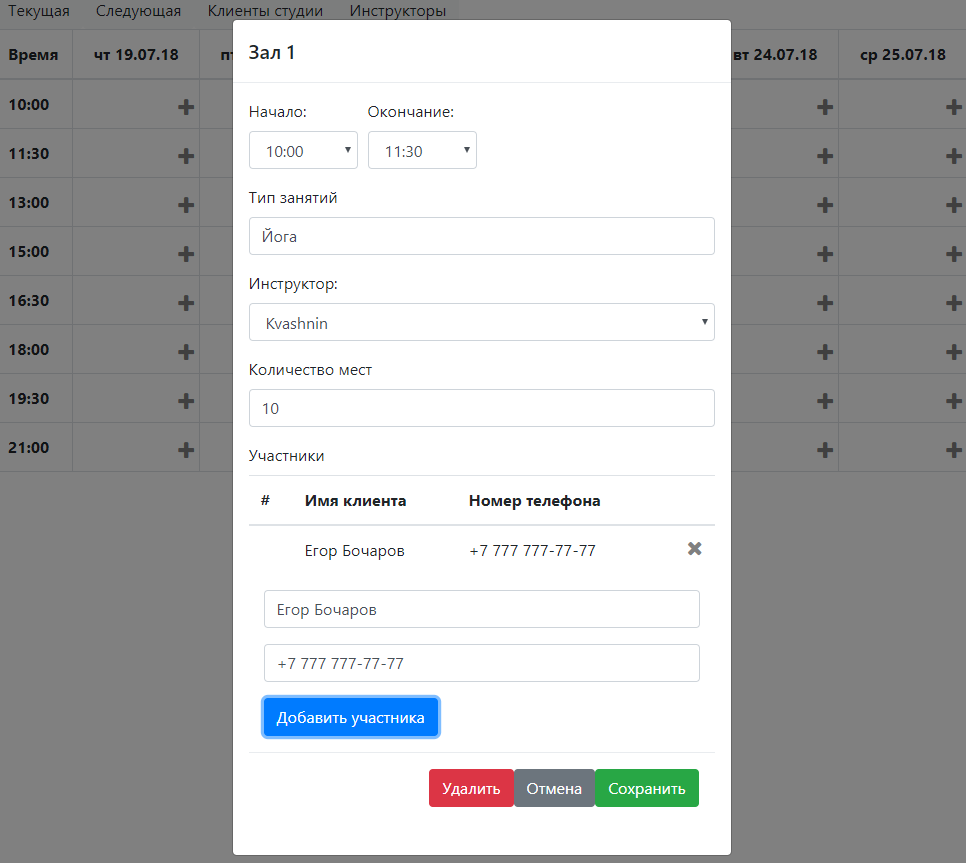 Текущая Следующая Клиенты студии Инструкторы
Время чт 19.07.18 вт 24.07.18 ср 25.07.18
10:00
11:30
13:00
15:00
16:30
18:00
19:30
21:00
Зал 1
Начало: Окончание:
10:00 11:30
Тип занятий
Йога
Инструктор:
Kvashnin
Количество мест
10
Участники
# Имя клиента Номер телефона
Егор Бочаров +7 777 777-77-77
Егор Бочаров
+7 777 777-77-77
Добавить участника
Удалить Отмена Сохранить